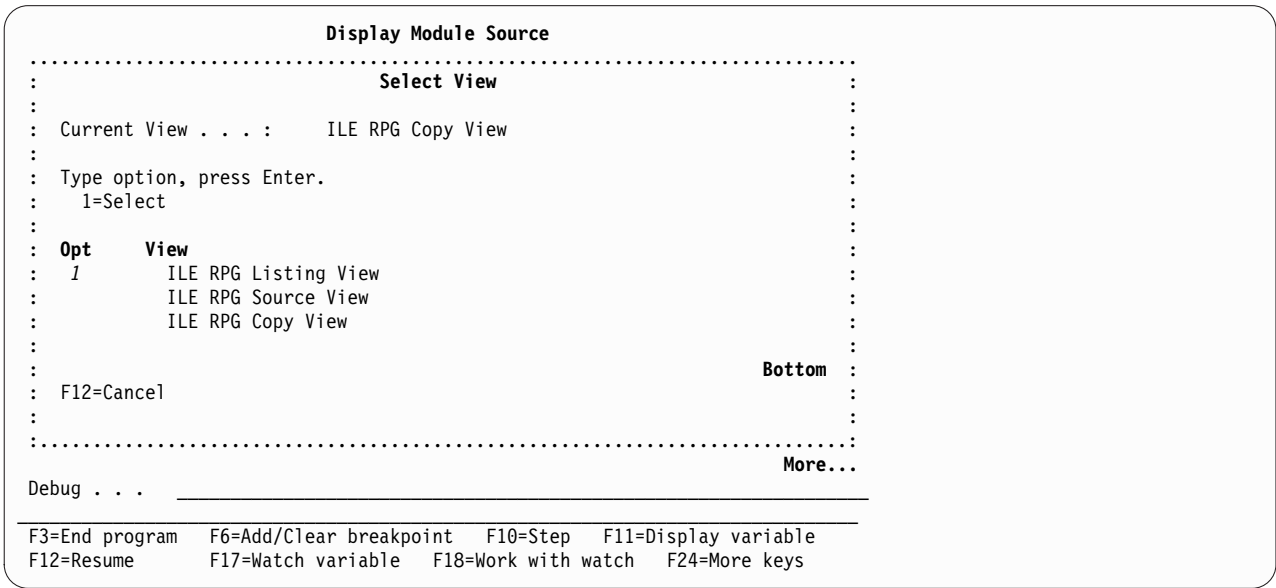 Display Module Source
..............................................................................
:                                Select View                                 :
:                                                                            :
:  Current View . . . :     ILE RPG Copy View                                :
:                                                                            :
:  Type option, press Enter.                                                 :
:    1=Select                                                                :
:                                                                            :
:  Opt     View                                                              :
:   1        ILE RPG Listing View                                            :
:            ILE RPG Source View                                             :
:            ILE RPG Copy View                                               :
:                                                                            :
:                                                                    Bottom  :
:  F12=Cancel                                                                :
:                                                                            :
:............................................................................:
More...
Debug . . .   _________________________________________________________________
_______________________________________________________________________________
F3=End program   F6=Add/Clear breakpoint   F10=Step   F11=Display variable
F12=Resume       F17=Watch variable   F18=Work with watch   F24=More keys